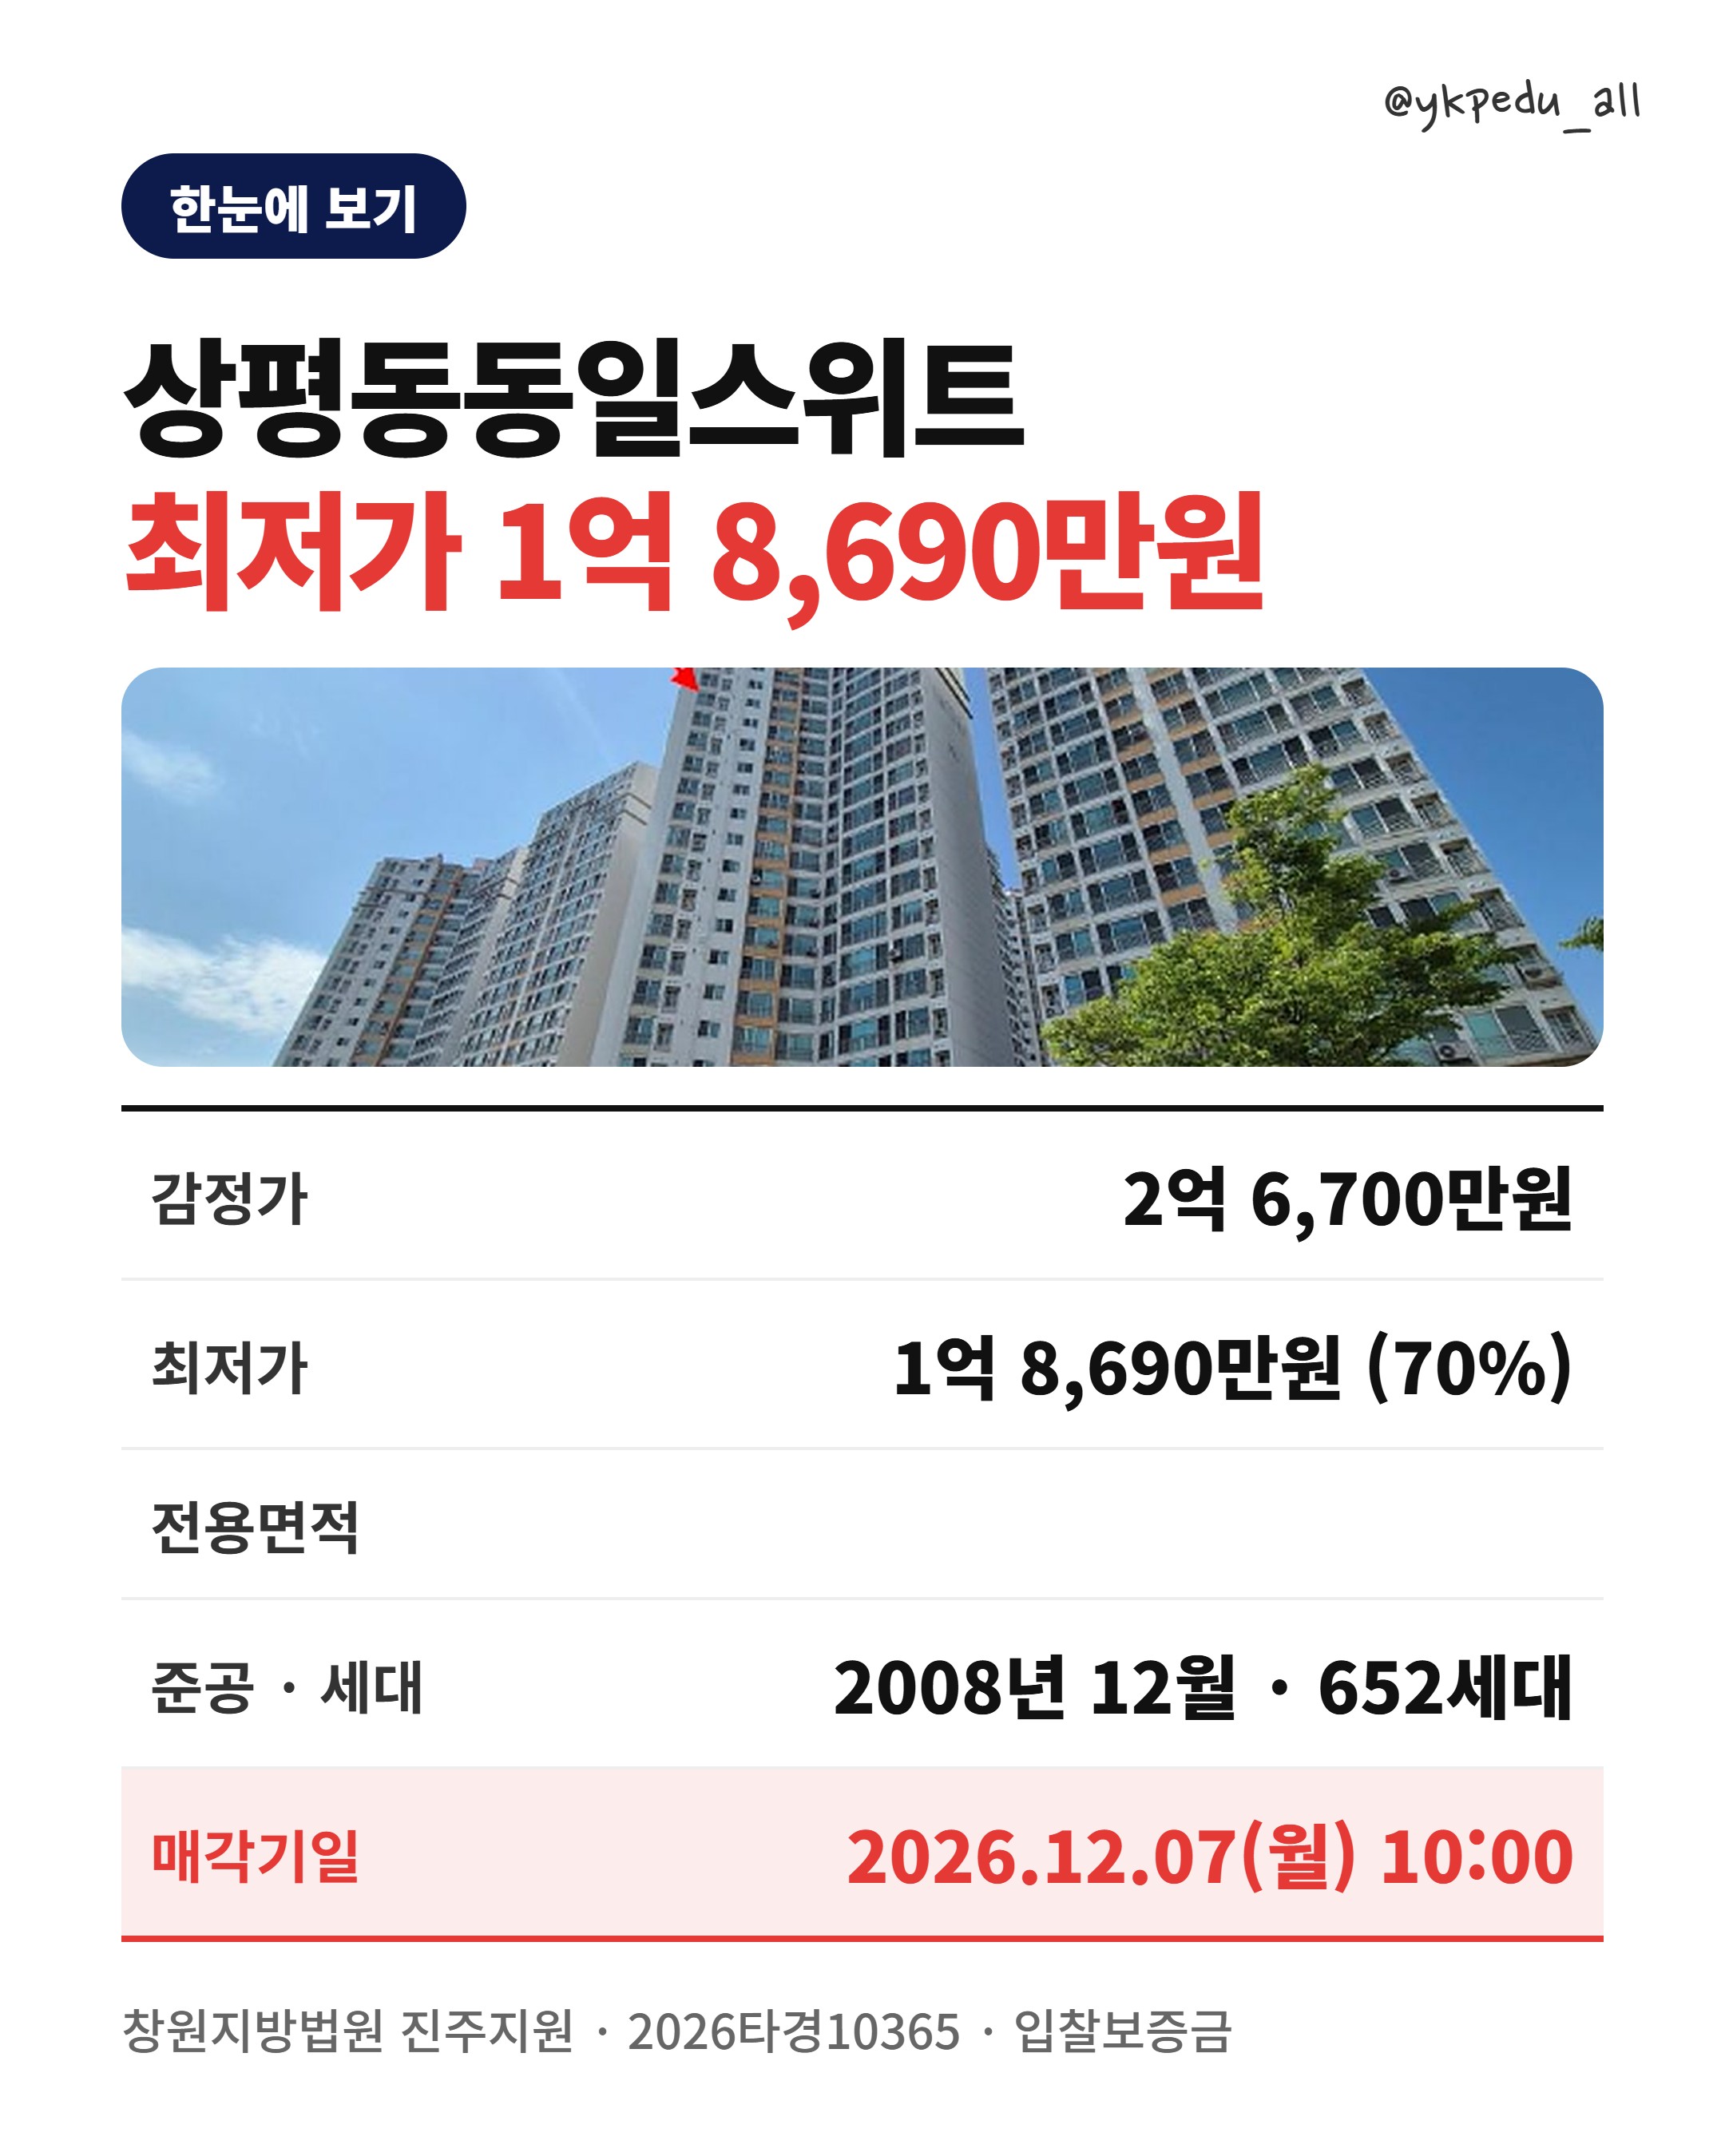 @ykpedu_all
한눈에 보기
상평동동일스위트
최저가 1억 8,690만원
감정가 2억 6,700만원
최저가 1억 8,690만원 (70%)
전용면적
준공 · 세대 2008년 12월 · 652세대
매각기일 2026.12.07(월) 10:00
창원지방법원 진주지원 · 2026타경10365 · 입찰보증금